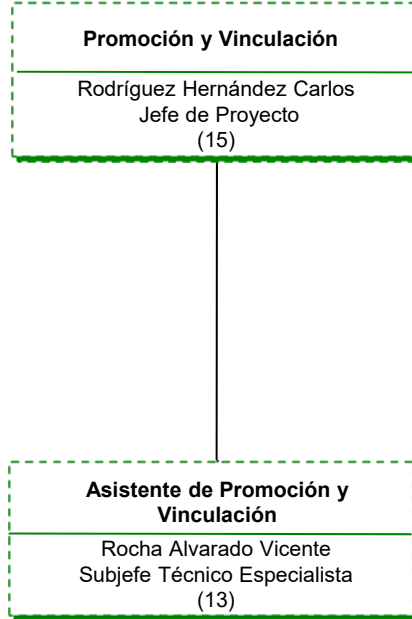 Promoción y Vinculación
Rodríguez Hernández Carlos
Jefe de Proyecto
(15)
Asistente de Promoción y
Vinculación
Rocha Alvarado Vicente
Subjefe Técnico Especialista
(13)